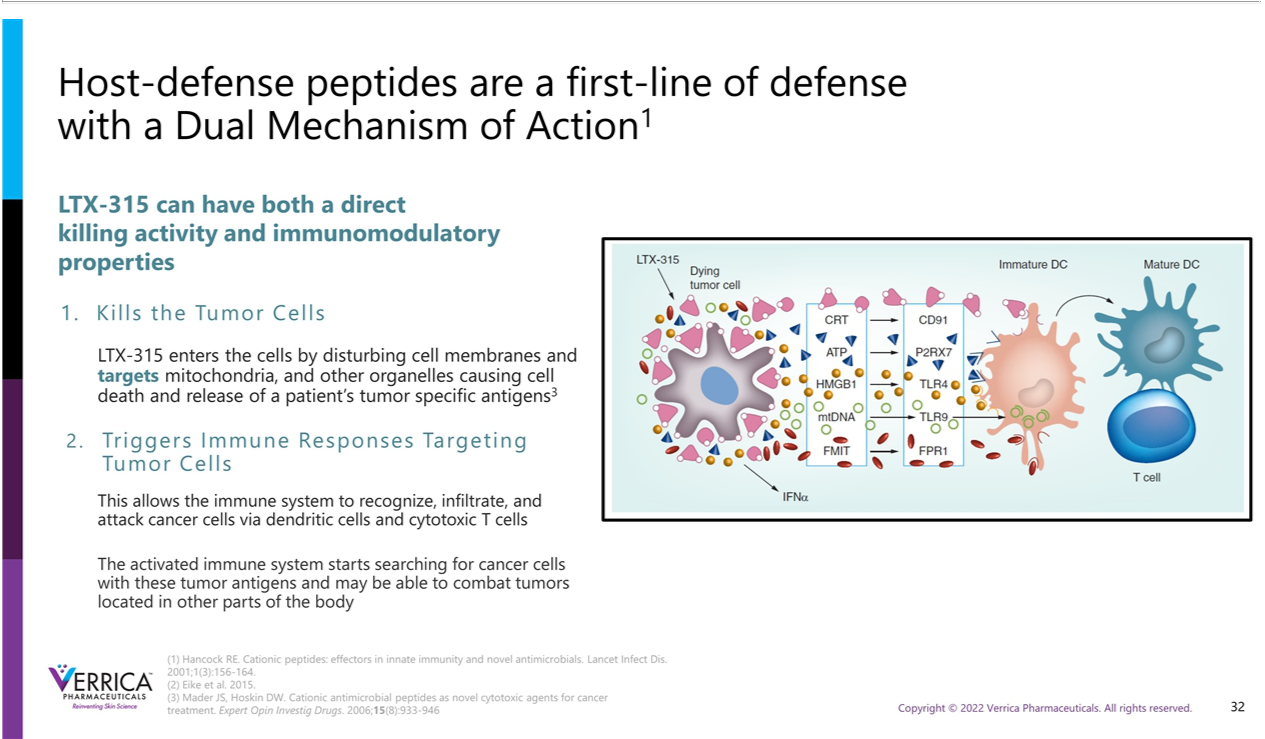 Host-defense peptides are a first-line of defense
with a Dual Mechanism of Action1
LTX-315 can have both a direct
killing activity and immunomodulatory
properties
1. Kills the Tumor Cells
LTX-315 enters the cells by disturbing cell membranes and
targets mitochondria, and other organelles causing cell
death and release of a patient's tumor specific antigens3
2. Triggers Immune Responses Targeting
Tumor Cells
This allows the immune system to recognize, infiltrate, and
attack cancer cells via dendritic cells and cytotoxic T cells
The activated immune system starts searching for cancer cells
with these tumor antigens and may be able to combat tumors
located in other parts of the body
LTX-315
Dying
tumor cell
Immature DC
Mature DC
CRT
CD91
ATP
P2RX7
HMGB1
TLR4
mtDNA
TLR9
FMIT
FPR1
IFNα
T cell
VERRICA™
PHARMACEUTICALS
Reinventing Skin Science
(1) Hancock RE. Cationic peptides: effectors in innate immunity and novel antimicrobials. Lancet Infect Dis.
2001;1(3):156-164.
(2) Eike et al. 2015.
(3) Mader JS, Hoskin DW. Cationic antimicrobial peptides as novel cytotoxic agents for cancer
treatment. Expert Opin Investig Drugs. 2006;15(8):933-946
Copyright © 2022 Verrica Pharmaceuticals. All rights reserved.
32